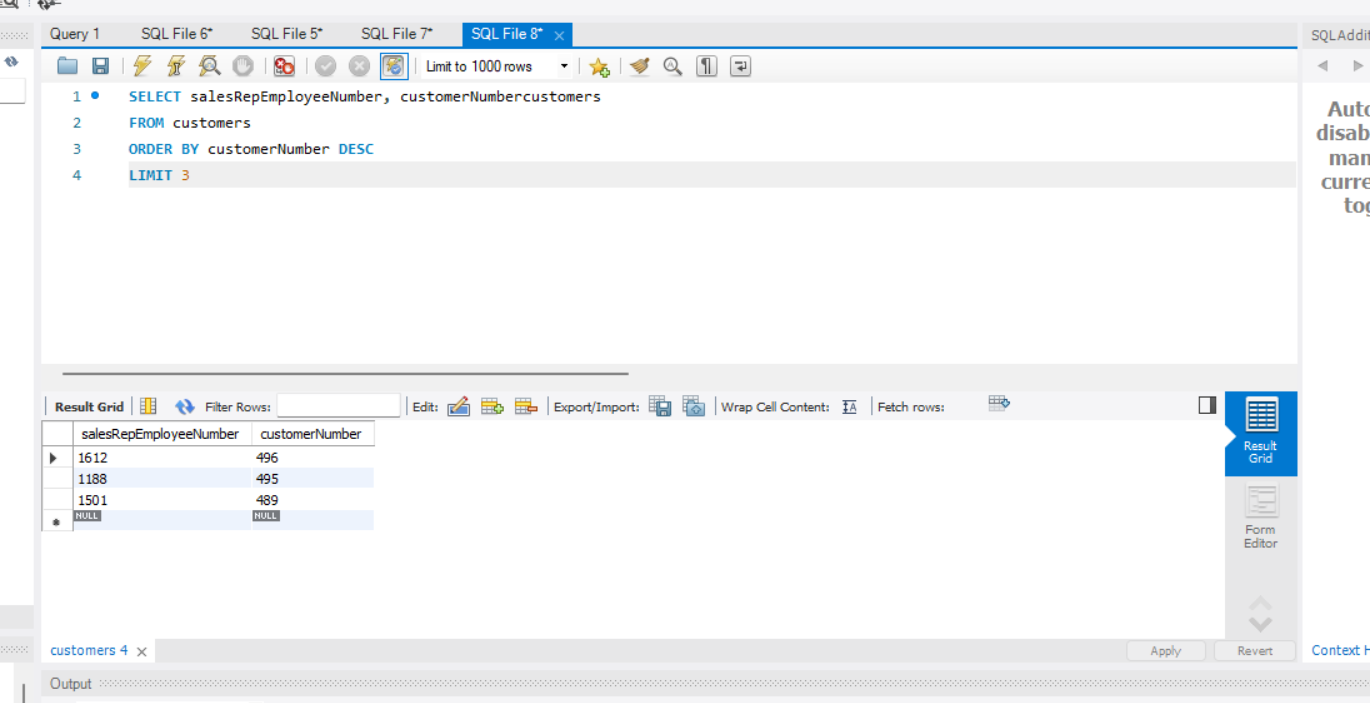 Query 1 SQL File 6* SQL File 5* SQL File 7* SQL File 8*
SQLAddit
Limit to 1000 rows
1 SELECT salesRepEmployeeNumber, customerNumbercustomers
2 FROM customers
3 ORDER BY customerNumber DESC
4 LIMIT 3
Auto
disab
man
curre
tog
Result Grid Filter Rows: Edit: Export/Import: Wrap Cell Content: Fetch rows:
salesRepEmployeeNumber customerNumber
1612 496
1188 495
1501 489
NULL NULL
Result
Grid
Form
Editor
customers 4 Apply Revert Context H
Output